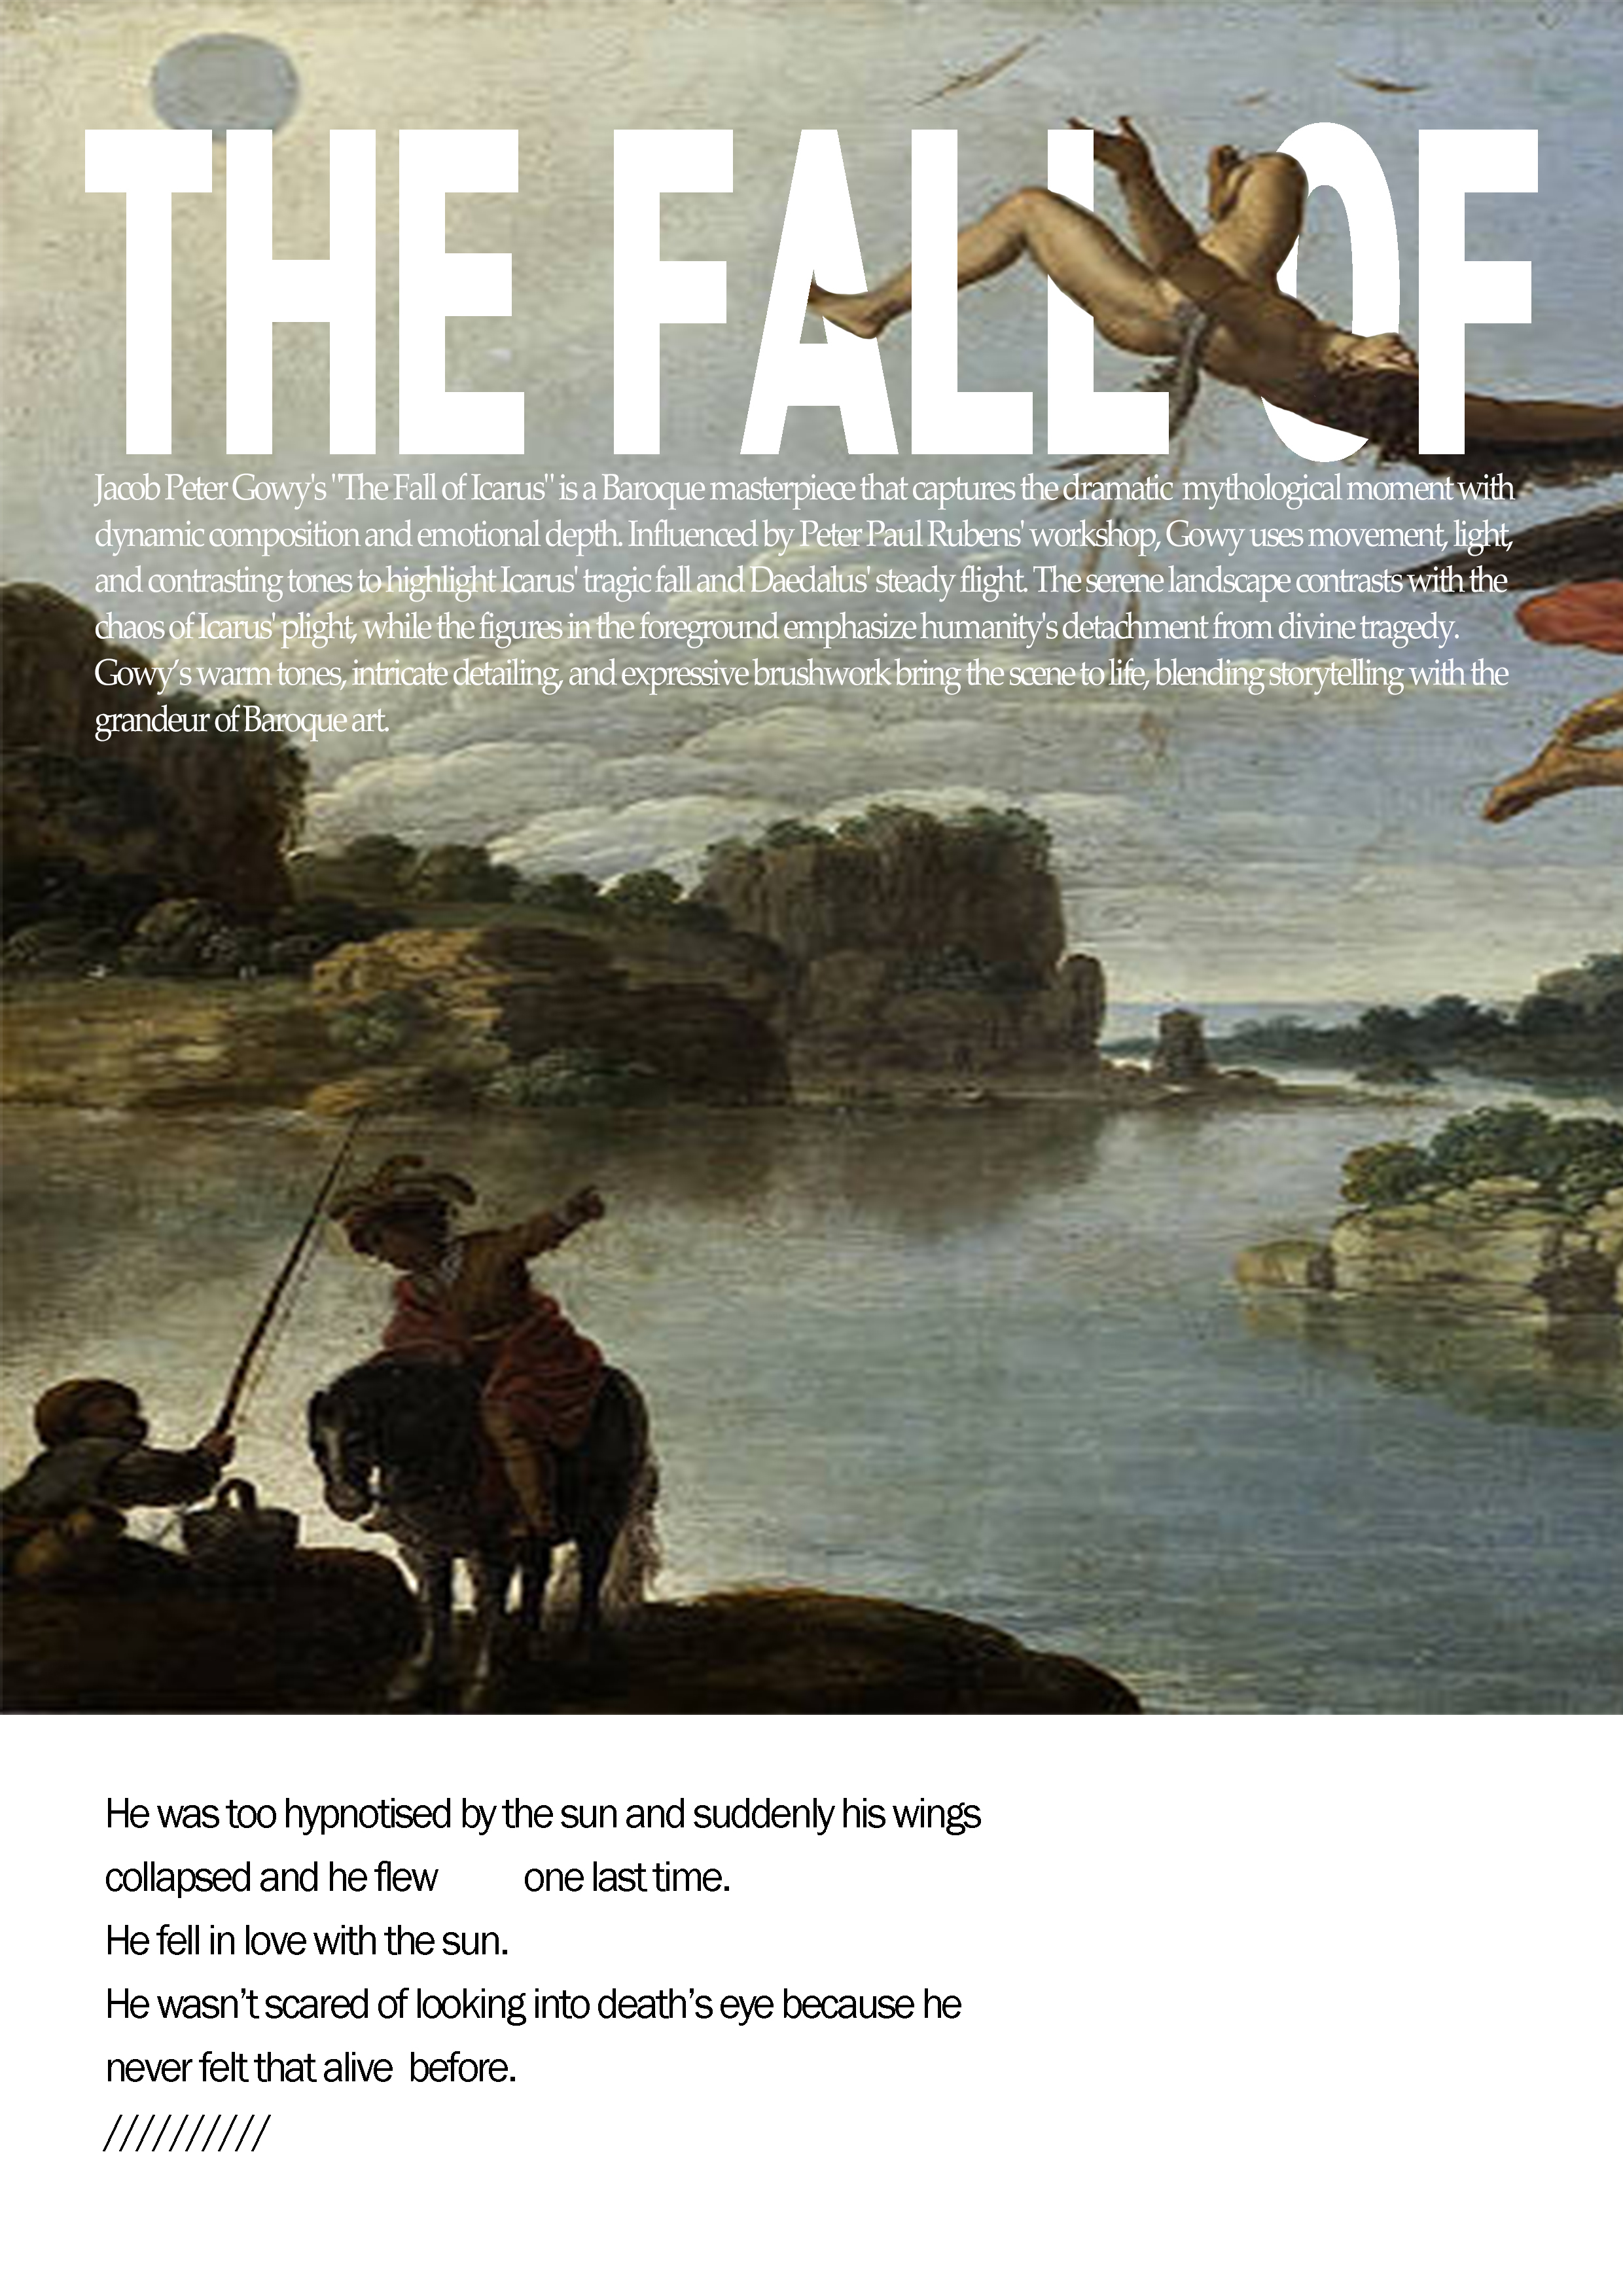 THE FALL OF
Jacob Peter Gowy's "The Fall of Icarus" is a Baroque masterpiece that captures the dramatic mythological moment with
dynamic composition and emotional depth. Influenced by Peter Paul Rubens' workshop, Gowy uses movement, light,
and contrasting tones to highlight Icarus' tragic fall and Daedalus' steady flight. The serene landscape contrasts with the
chaos of Icarus' plight, while the figures in the foreground emphasize humanity's detachment from divine tragedy.
Gowy’s warm tones, intricate detailing, and expressive brushwork bring the scene to life, blending storytelling with the
grandeur of Baroque art.
He was too hypnotised by the sun and suddenly his wings
collapsed and he flew one last time.
He fell in love with the sun.
He wasn’t scared of looking into death’s eye because he
never felt that alive before.
//////////